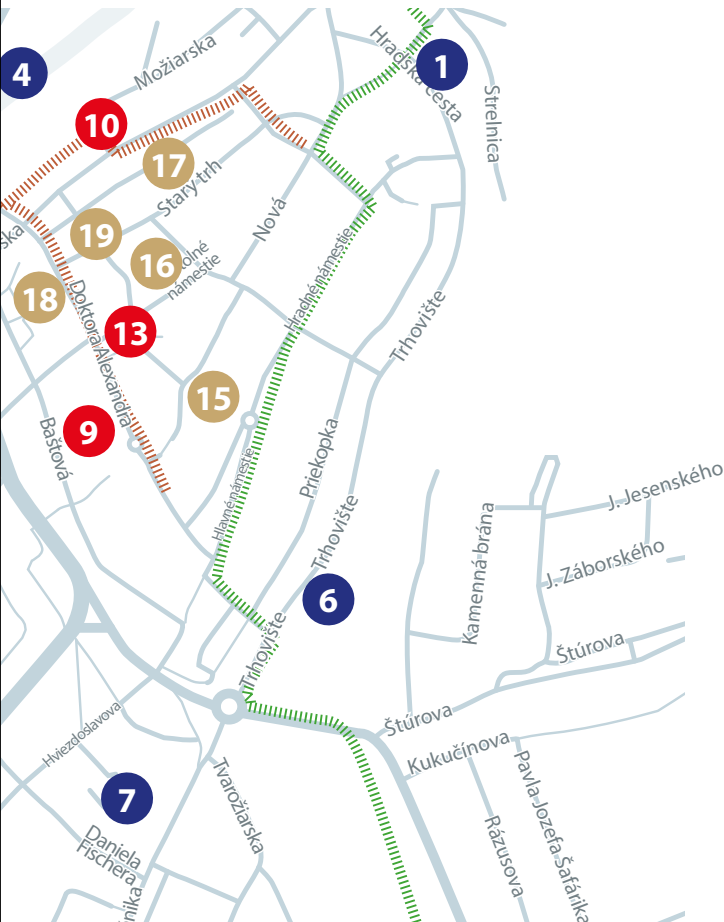 1
Hradská cesta
4
Možiarska
Strelnica
10
17
Starý trh
Nová
19
ská
16
olné
námestie
18
Hradné námestie
Doktora Alexandra
13
Trhovište
15
9
Baštová
Priekopka
Hlavné námestie
Trhovište
J. Jesenského
Kamenná brána
J. Záborského
6
Trhovište
Štúrova
Štúrova
Hviezdoslavova
Kukučínova
7
Tvarožiarska
Pavla Jozefa Šafárika
Daniela
Fischera
Rázusova
nika